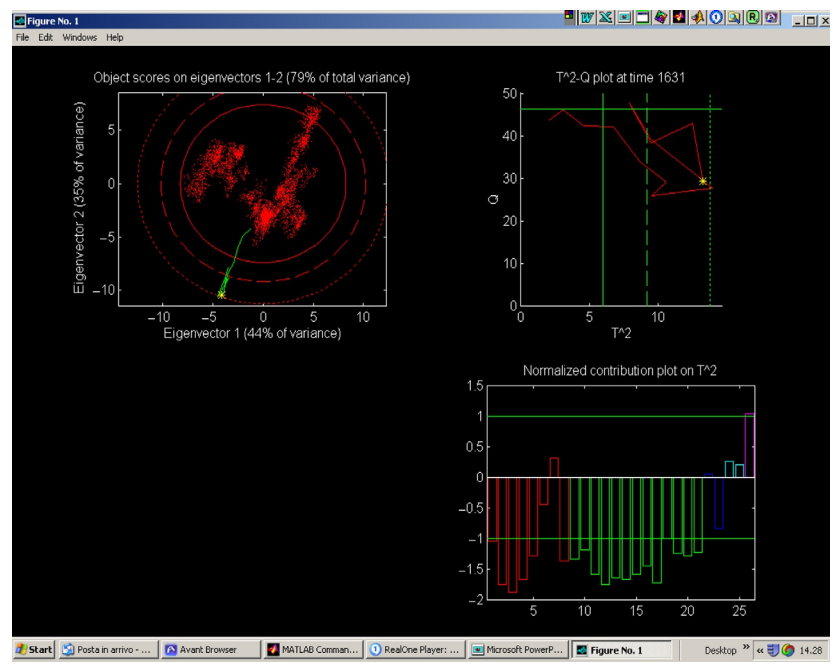 Figure No. 1
File Edit Windows Help
Object scores on eigenvectors 1-2 (79% of total variance)
Eigenvector 2 (35% of variance)
5
0
−5
−10
−10 −5 0 5 10
Eigenvector 1 (44% of variance)
T^2-Q plot at time 1631
Q
50
40
30
20
10
0
0 5 10
T^2
Normalized contribution plot on T^2
1.5
1
0.5
0
−0.5
−1
−1.5
−2
5 10 15 20 25
Start Posta in arrivo - ... Avant Browser MATLAB Comman... RealOne Player: ... Microsoft PowerP... Figure No. 1 Desktop » « 14.28